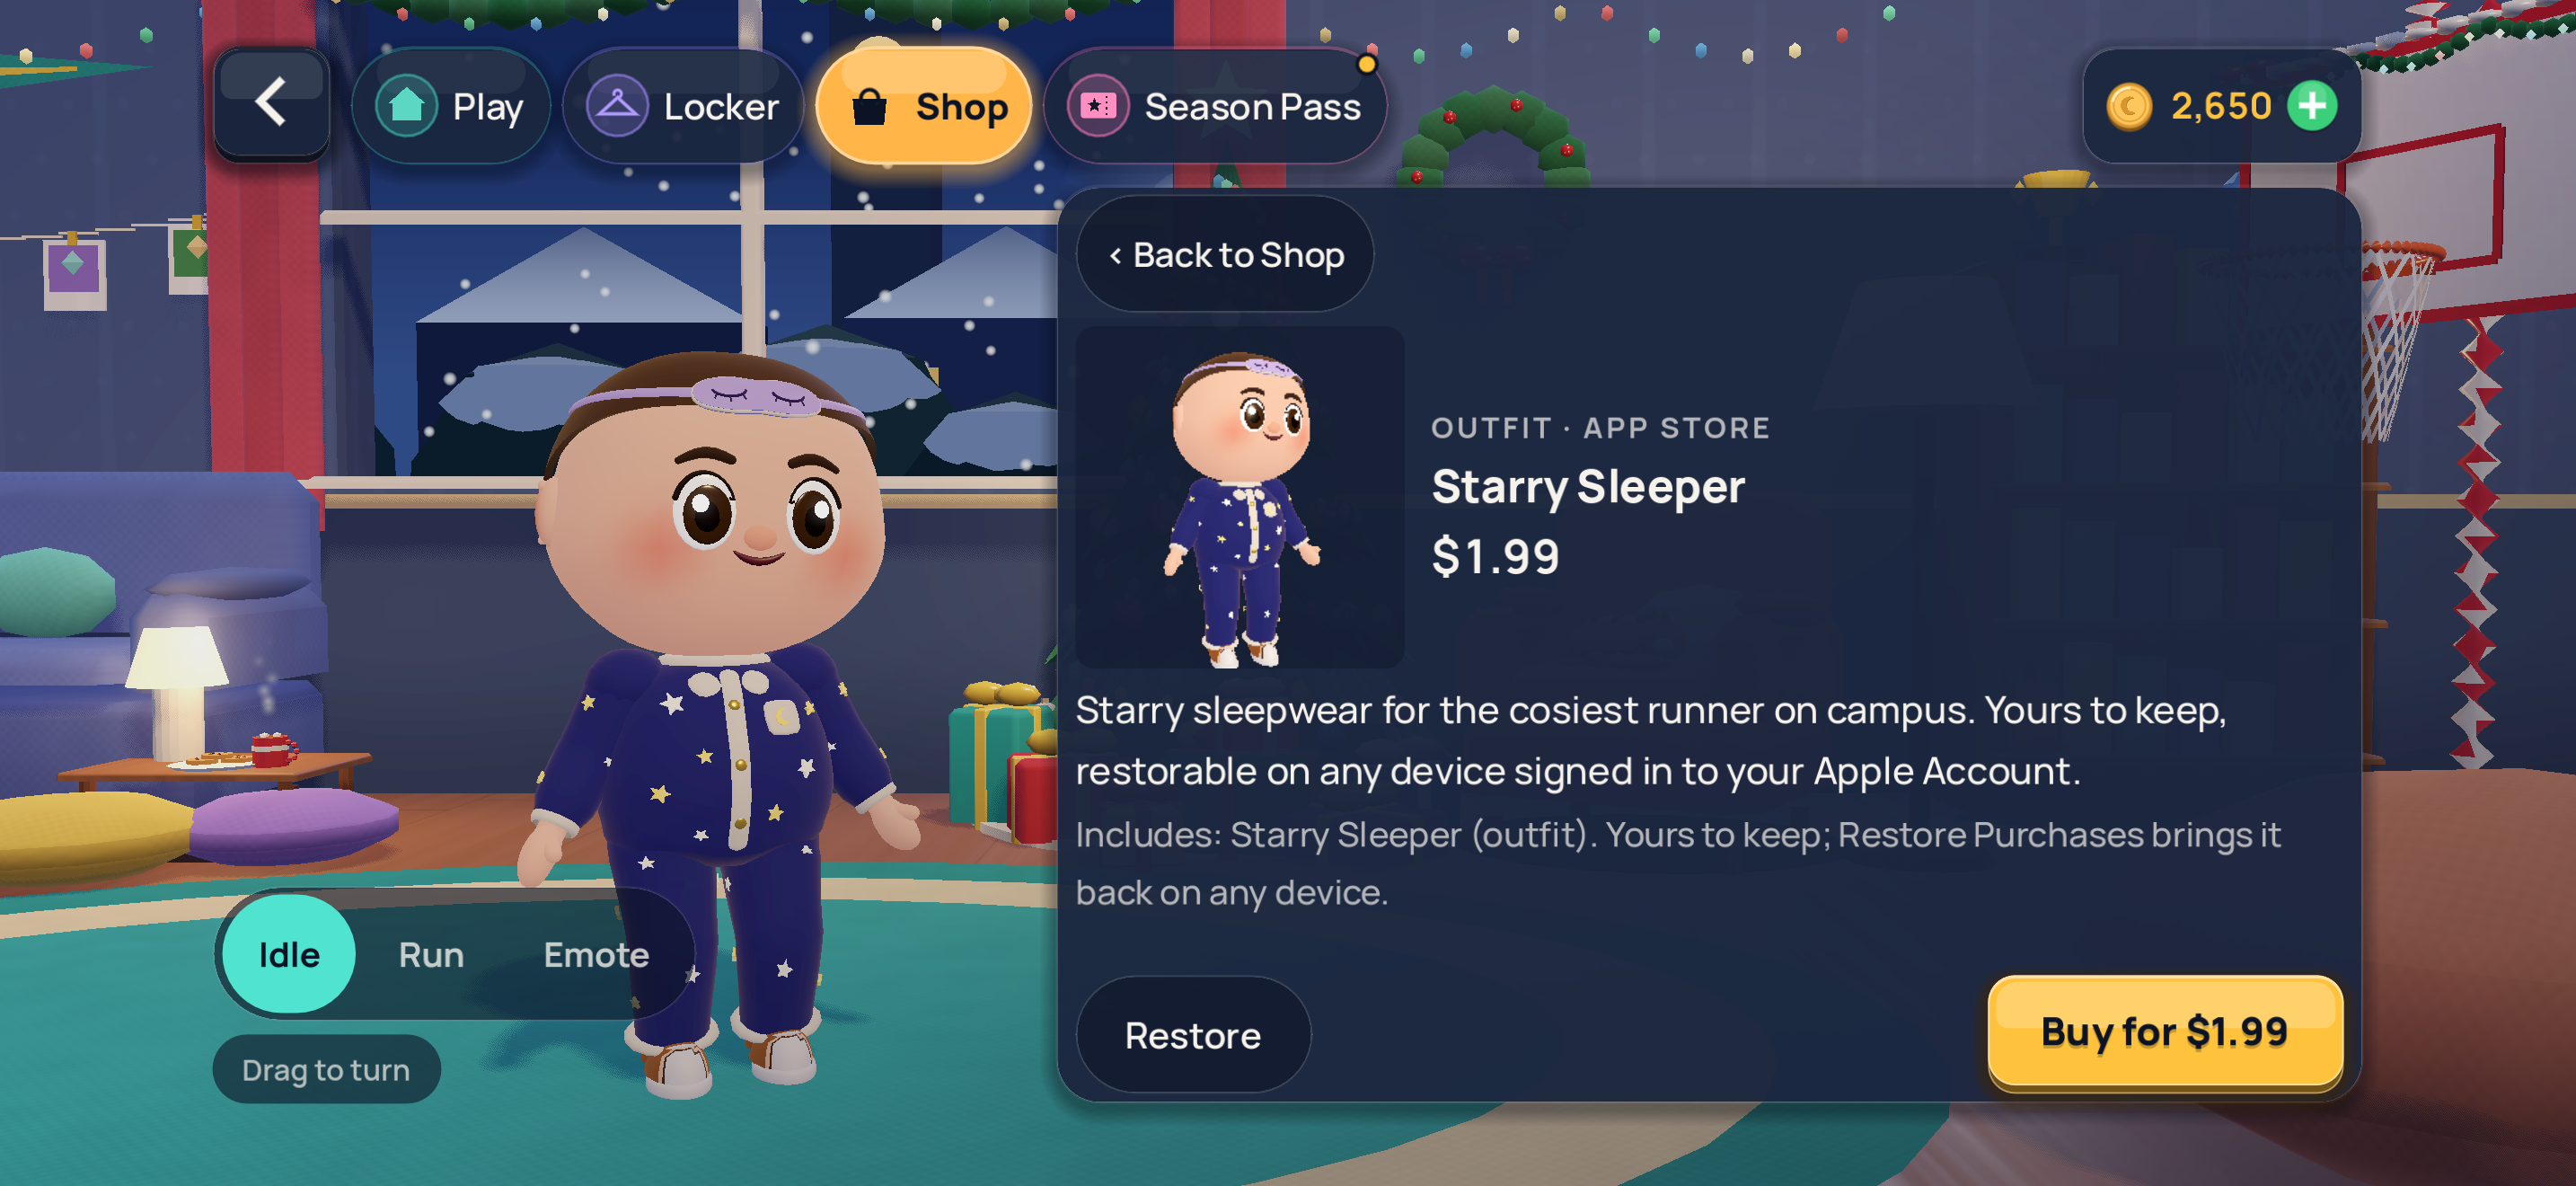 Play
Locker
Shop
Season Pass
2,650
‹ Back to Shop
OUTFIT · APP STORE
Starry Sleeper
$1.99
Starry sleepwear for the cosiest runner on campus. Yours to keep,
restorable on any device signed in to your Apple Account.
Includes: Starry Sleeper (outfit). Yours to keep; Restore Purchases brings it
back on any device.
Idle
Run
Emote
Drag to turn
Restore
Buy for $1.99